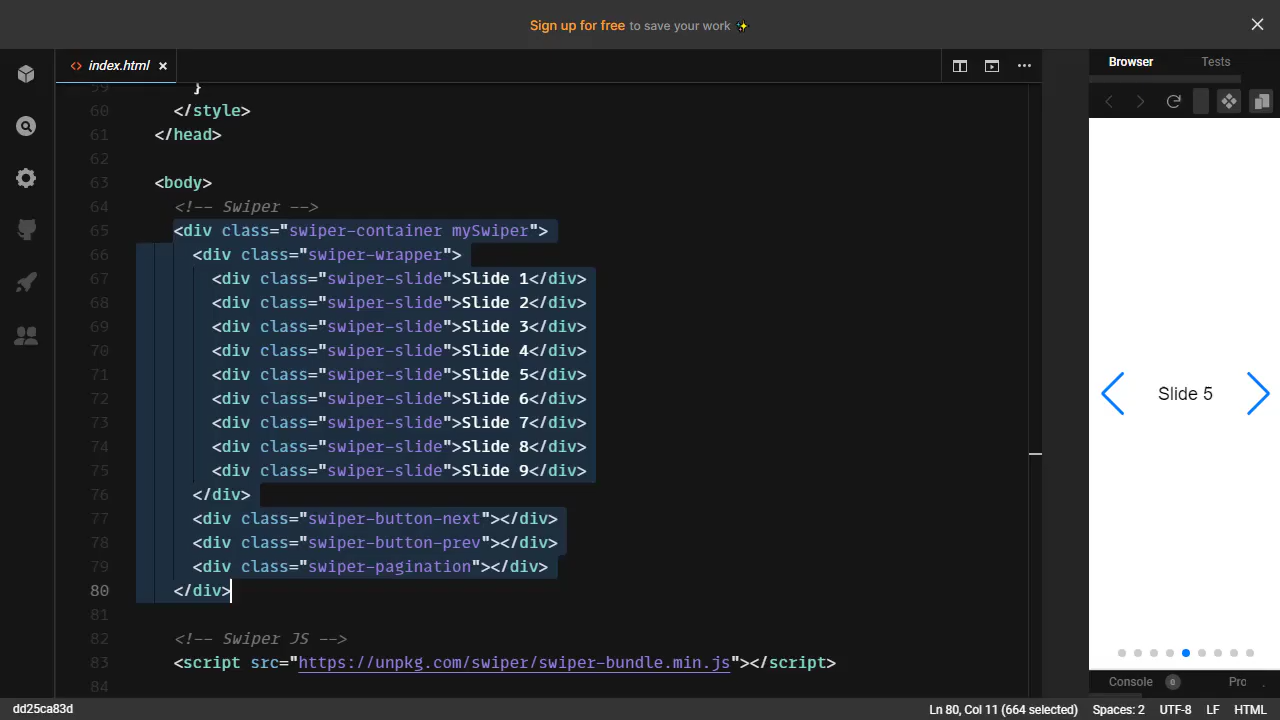 Sign up for free to save your work ✨
index.html
Browser
Tests
59 }
60 </style>
61 </head>
62
63 <body>
64 <!-- Swiper -->
65 <div class="swiper-container mySwiper">
66 <div class="swiper-wrapper">
67 <div class="swiper-slide">Slide 1</div>
68 <div class="swiper-slide">Slide 2</div>
69 <div class="swiper-slide">Slide 3</div>
70 <div class="swiper-slide">Slide 4</div>
71 <div class="swiper-slide">Slide 5</div>
72 <div class="swiper-slide">Slide 6</div>
73 <div class="swiper-slide">Slide 7</div>
74 <div class="swiper-slide">Slide 8</div>
75 <div class="swiper-slide">Slide 9</div>
76 </div>
77 <div class="swiper-button-next"></div>
78 <div class="swiper-button-prev"></div>
79 <div class="swiper-pagination"></div>
80 </div>
81
82 <!-- Swiper JS -->
83 <script src="https://unpkg.com/swiper/swiper-bundle.min.js"></script>
84
Slide 5
Console 0 Pro
dd25ca83d
Ln 80, Col 11 (664 selected) Spaces: 2 UTF-8 LF HTML